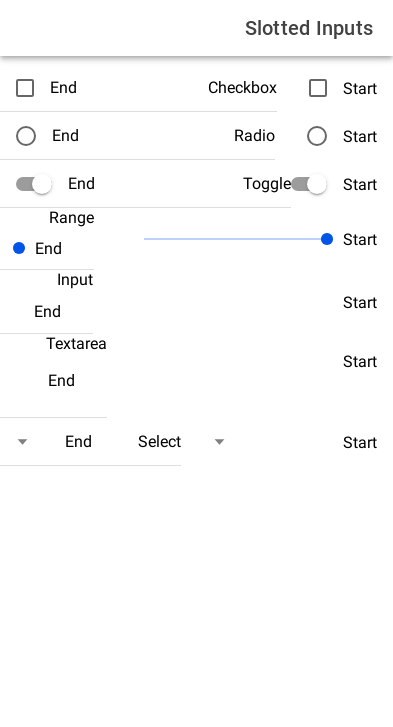 Slotted Inputs
End Checkbox Start
End Radio Start
End Toggle Start
Range
End Start
Input
End Start
Textarea
End Start
End Select Start